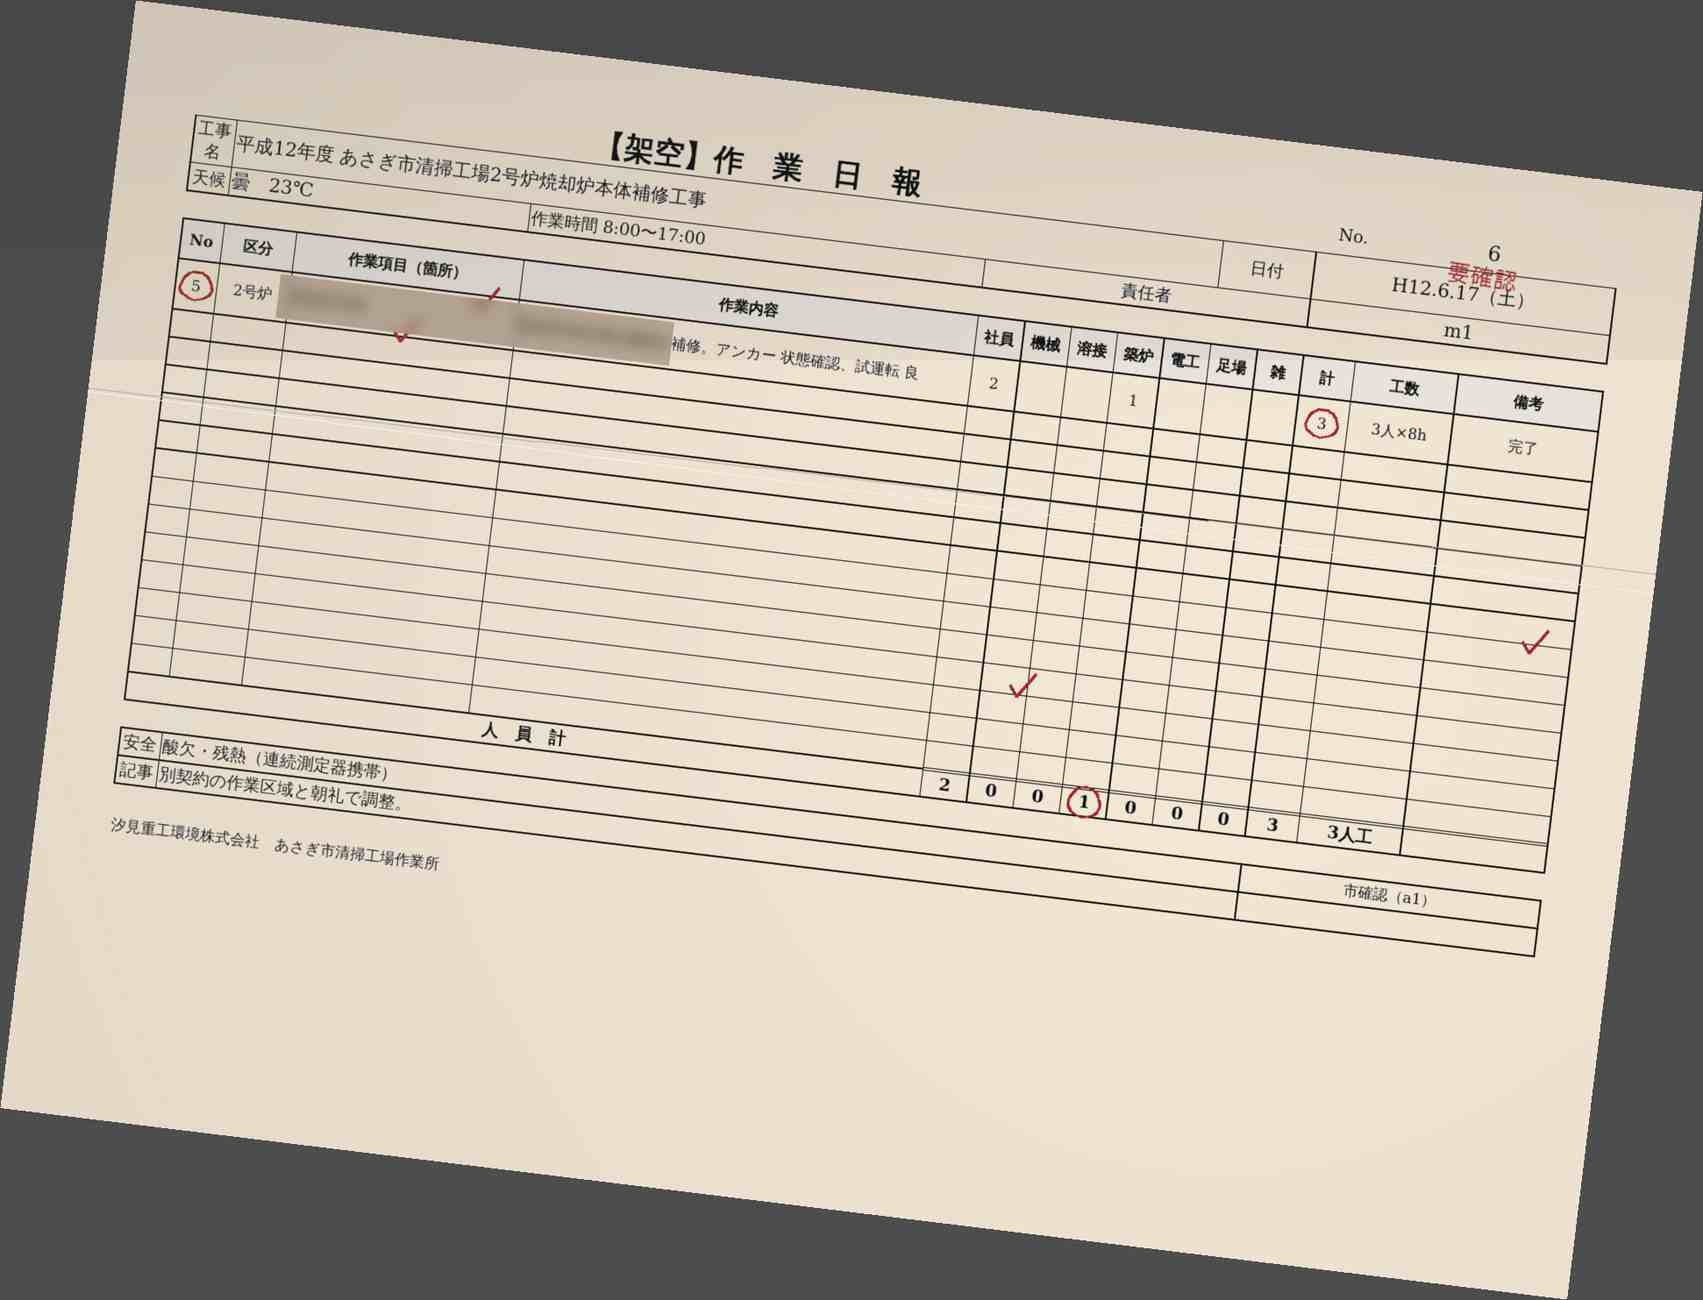 【架空】作 業 日 報
No. 6
工事名 平成12年度 あさぎ市清掃工場2号炉焼却炉本体補修工事 日付 H12.6.17（土）
要確認
天候 曇 23℃ 作業時間 8:00〜17:00 責任者 m1
No 区分 作業項目（箇所） 作業内容 社員 機械 溶接 築炉 電工 足場 雑 計 工数 備考
5 2号炉 補修。アンカー 状態確認、試運転 良 2 1 3 3人×8h 完了
人 員 計 2 0 0 1 0 0 0 3 3人工
安全 酸欠・残熱（連続測定器携帯） 市確認（a1）
記事 別契約の作業区域と朝礼で調整。
汐見重工環境株式会社 あさぎ市清掃工場作業所